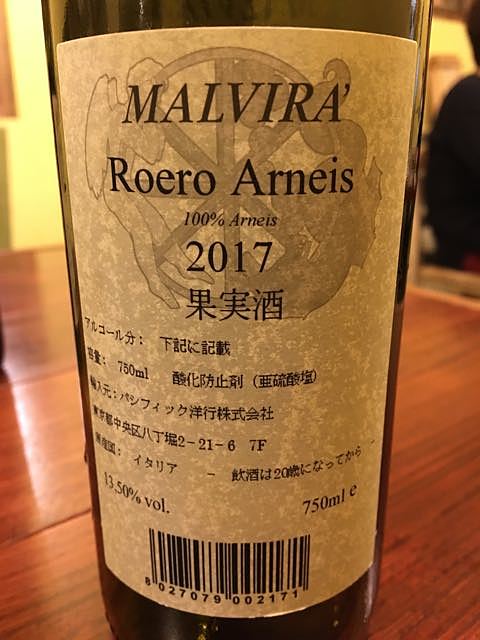 MALVIRA'
Roero Arneis
100% Arneis
2017
果実酒
アルコール分： 下記に記載
容量： 750ml 酸化防止剤（亜硫酸塩）
輸入元：パシフィック洋行株式会社
東京都中央区八丁堀2-21-6 7F
原産国： イタリア - 飲酒は20歳になってから -
13,50% vol.
750ml e
8 027079 002171